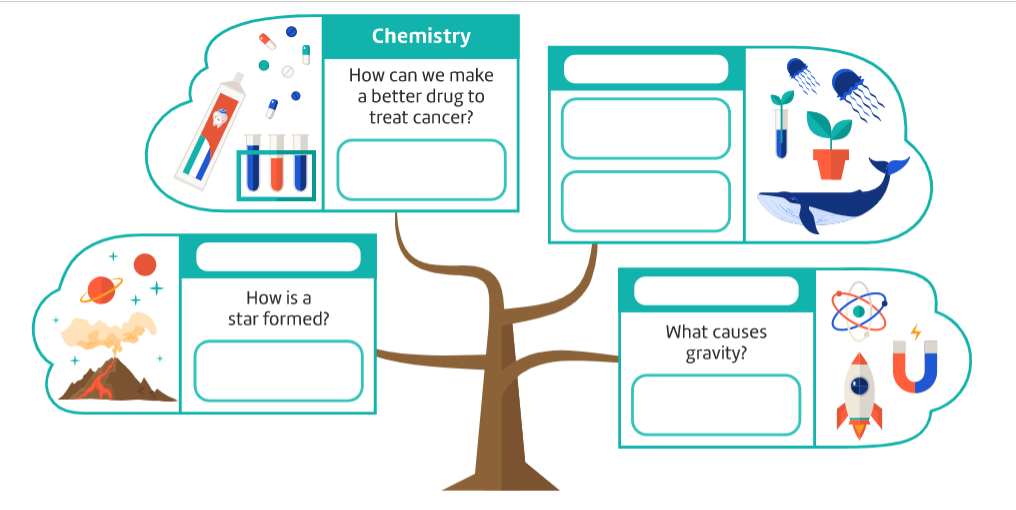 Chemistry
How can we make
a better drug to
treat cancer?
How is a
star formed?
What causes
gravity?